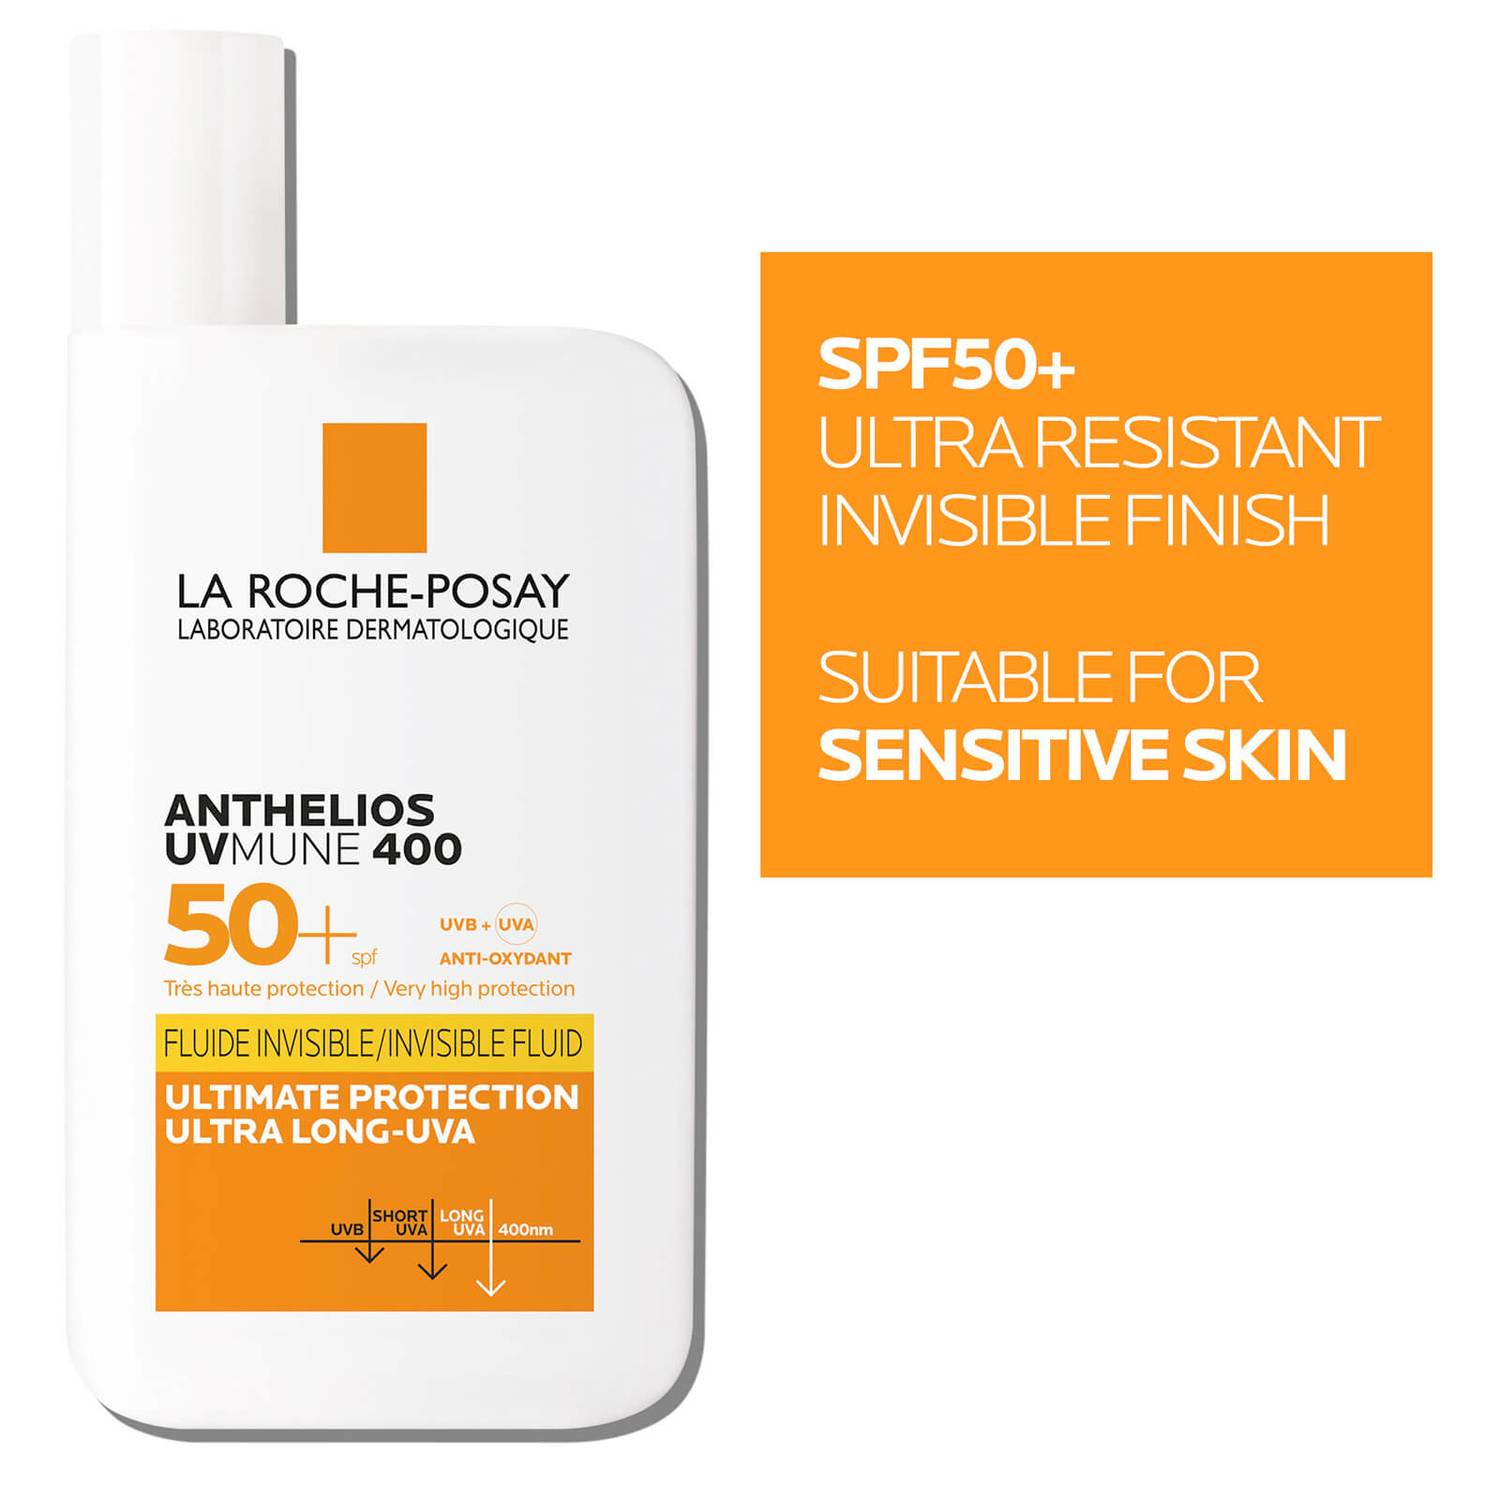 LA ROCHE-POSAY
LABORATOIRE DERMATOLOGIQUE
ANTHELIOS
UVMUNE 400
50+ spf
UVB + UVA
ANTI-OXYDANT
Très haute protection / Very high protection
FLUIDE INVISIBLE/INVISIBLE FLUID
ULTIMATE PROTECTION
ULTRA LONG-UVA
UVB
SHORT
UVA
LONG
UVA
400nm
SPF50+
ULTRA RESISTANT
INVISIBLE FINISH
SUITABLE FOR
SENSITIVE SKIN